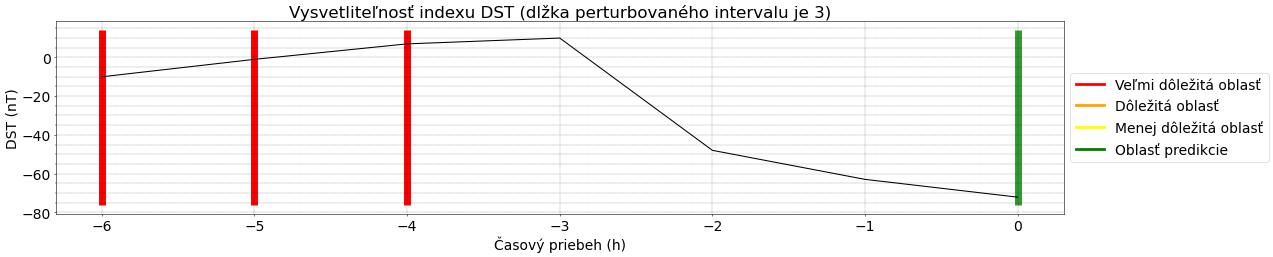 Vysvetliteľnosť indexu DST (dĺžka perturbovaného intervalu je 3)
DST (nT)
0
−20
−40
−60
−80
−6
−5
−4
−3
−2
−1
0
Časový priebeh (h)
Veľmi dôležitá oblasť
Dôležitá oblasť
Menej dôležitá oblasť
Oblasť predikcie